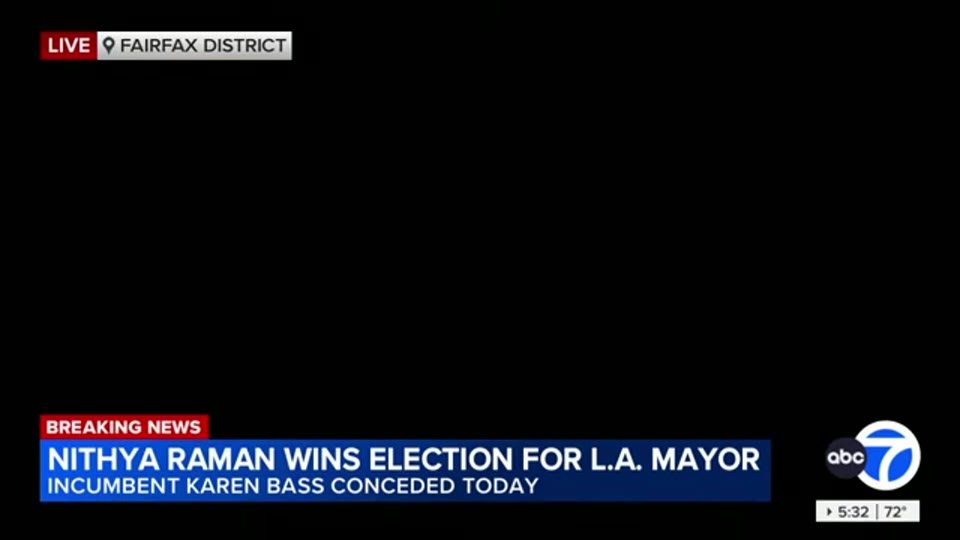 LIVE FAIRFAX DISTRICT
BREAKING NEWS
NITHYA RAMAN WINS ELECTION FOR L.A. MAYOR
INCUMBENT KAREN BASS CONCEDED TODAY
abc 7
5:32 | 72°